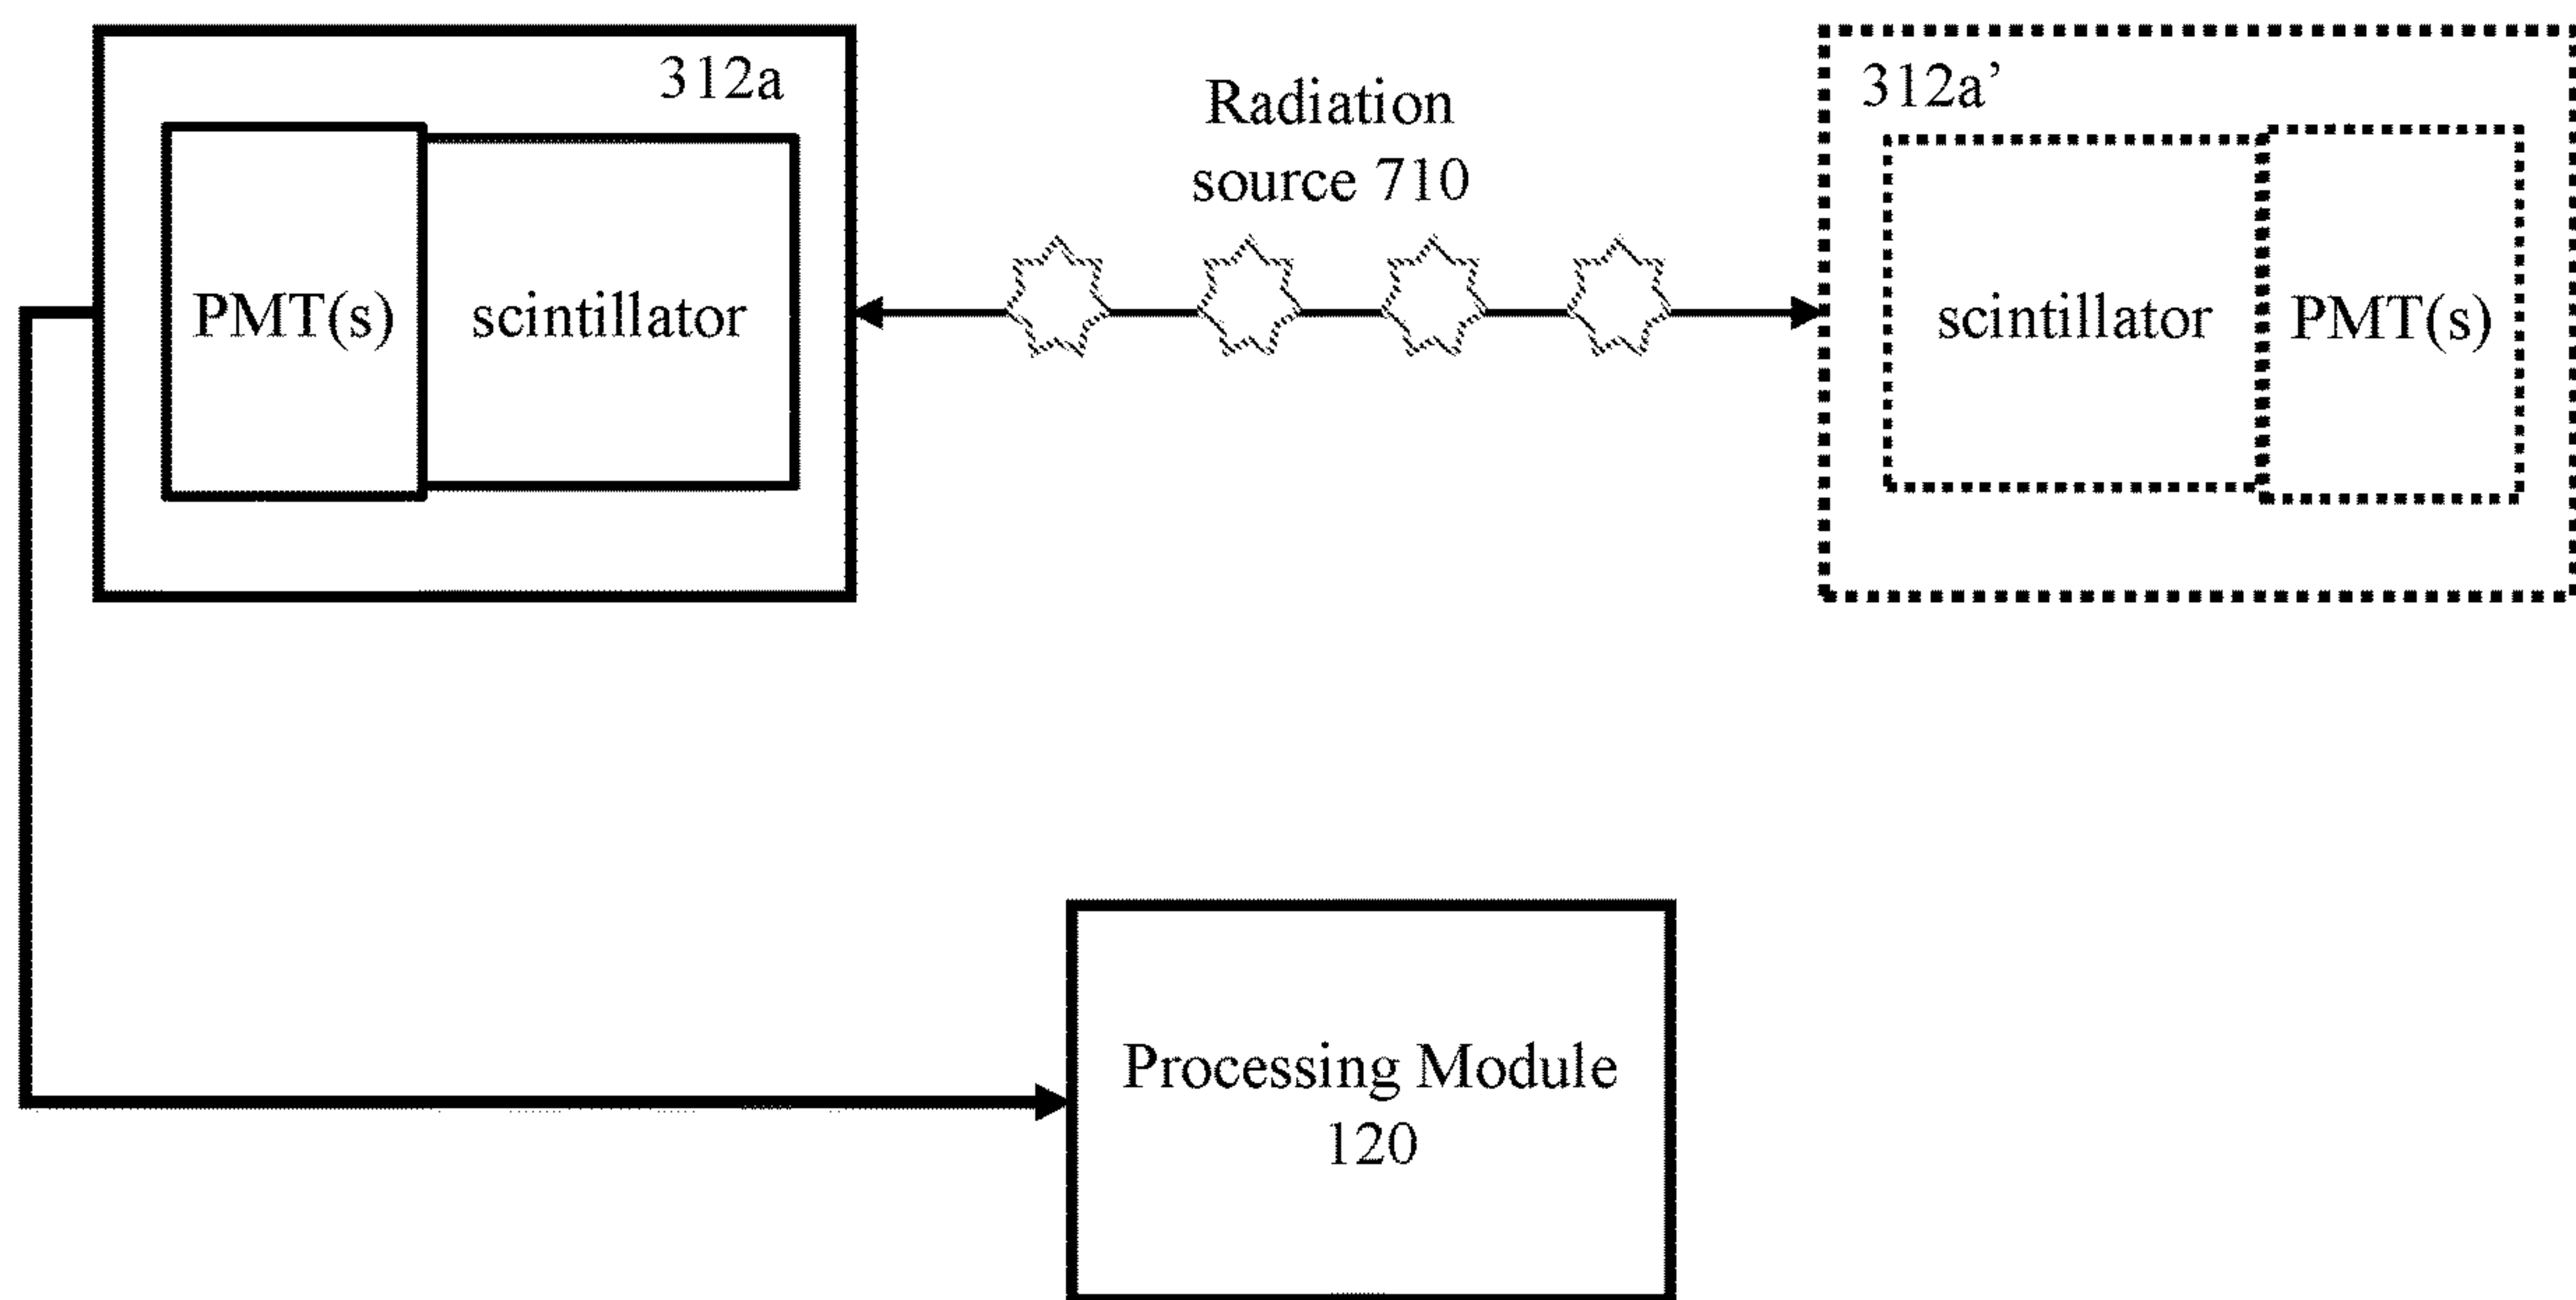 312a
PMT(s)
scintillator
Radiation
source 710
312a’
scintillator
PMT(s)
Processing Module
120